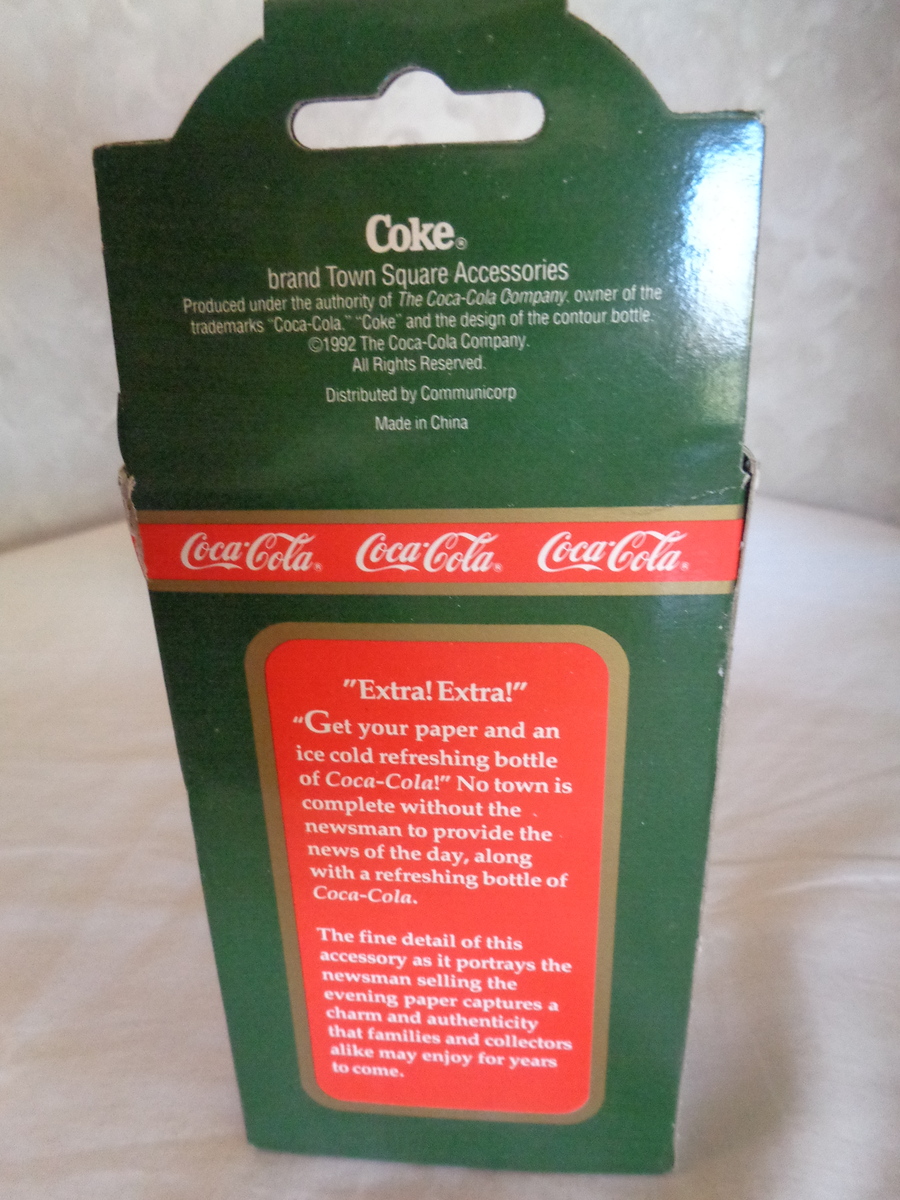 Coke®
brand Town Square Accessories
Produced under the authority of The Coca-Cola Company, owner of the
trademarks "Coca-Cola," "Coke" and the design of the contour bottle.
©1992 The Coca-Cola Company.
All Rights Reserved.
Distributed by Communicorp
Made in China
Coca-Cola® Coca-Cola® Coca-Cola®
"Extra! Extra!"
"Get your paper and an
ice cold refreshing bottle
of Coca-Cola!" No town is
complete without the
newsman to provide the
news of the day, along
with a refreshing bottle of
Coca-Cola.
The fine detail of this
accessory as it portrays the
newsman selling the
evening paper captures a
charm and authenticity
that families and collectors
alike may enjoy for years
to come.